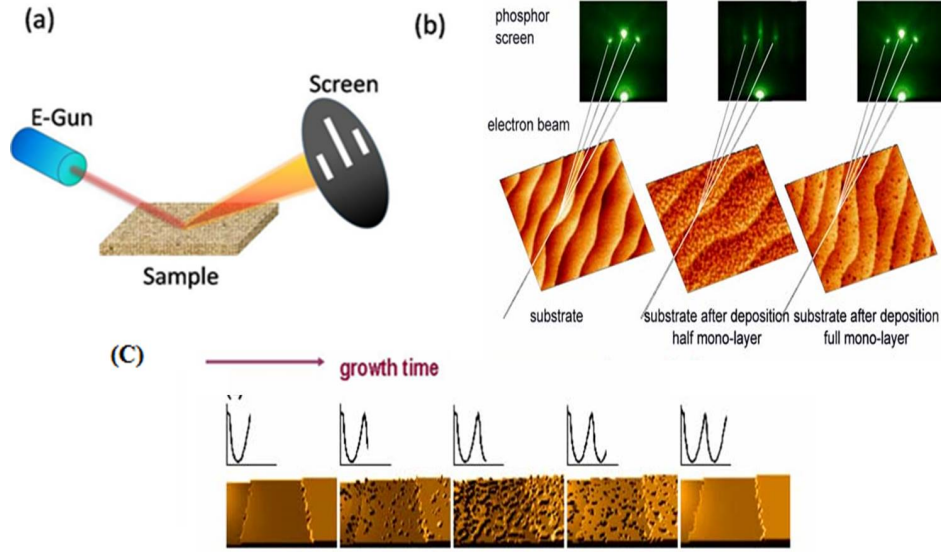 (a)
E-Gun
Screen
Sample
(b)
phosphor
screen
electron beam
substrate
substrate after deposition
half mono-layer
substrate after deposition
full mono-layer
(C)
growth time